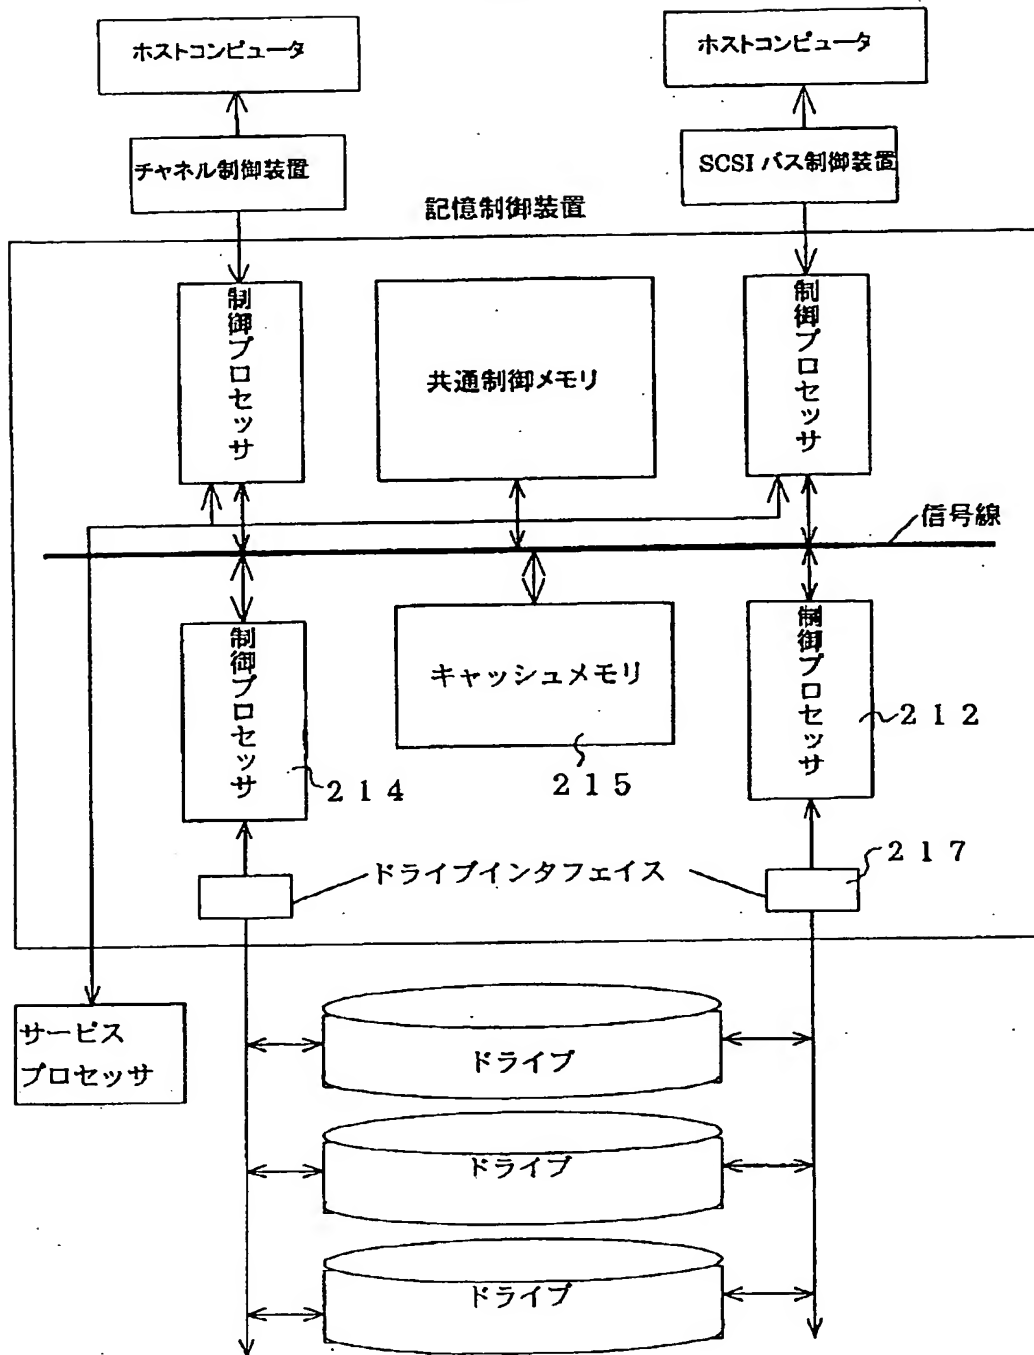 ホストコンピュータ
ホストコンピュータ
チャネル制御装置
SCSI バス制御装置
記憶制御装置
制御プロセッサ
共通制御メモリ
制御プロセッサ
信号線
制御プロセッサ
キャッシュメモリ
制御プロセッサ
212
214
215
217
ドライブインタフェイス
サービス
プロセッサ
ドライブ
ドライブ
ドライブ